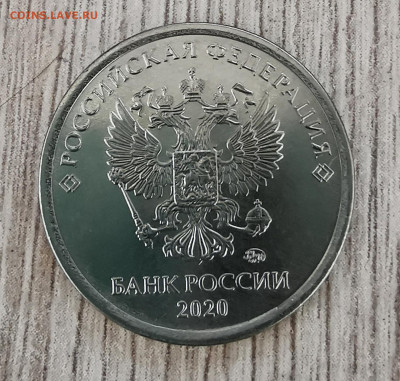 COINS.LAVE.RU
РОССИЙСКАЯ ФЕДЕРАЦИЯ
БАНК РОССИИ
2020